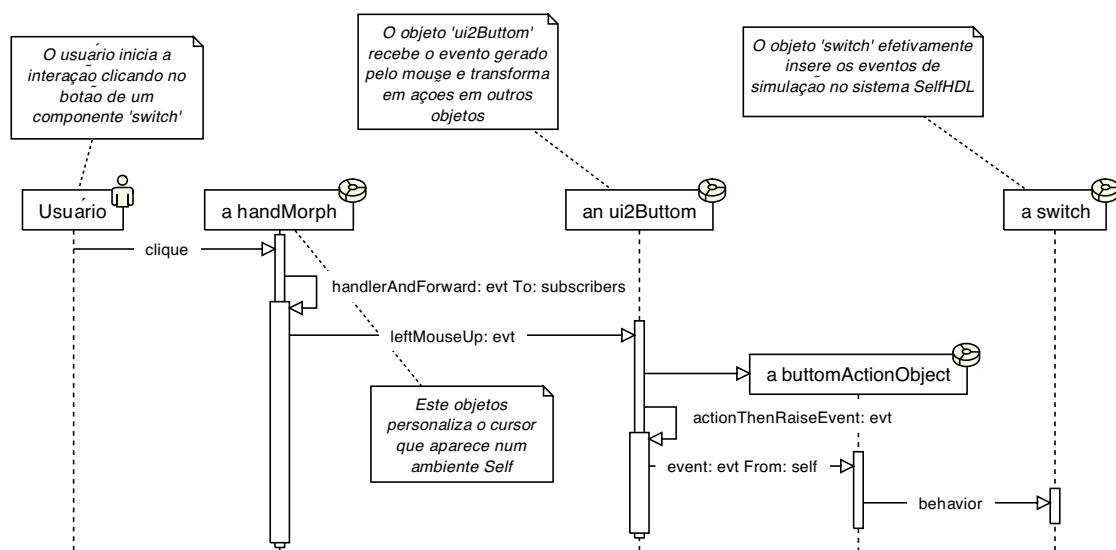 O usuário inicia a
interação clicando no
botão de um
componente 'switch'
O objeto 'ui2Buttom'
recebe o evento gerado
pelo mouse e transforma
em açoes em outros
objetos
O objeto 'switch' efetivamente
insere os eventos de
simulação no sistema SelfHDL
Usuário
a handMorph
an ui2Buttom
a switch
clique
handlerAndForward: evt To: subscribers
leftMouseUp: evt
a buttomActionObject
Este objetos
personaliza o cursor
que aparece num
ambiente Self
actionThenRaiseEvent: evt
event: evt From: self
behavior